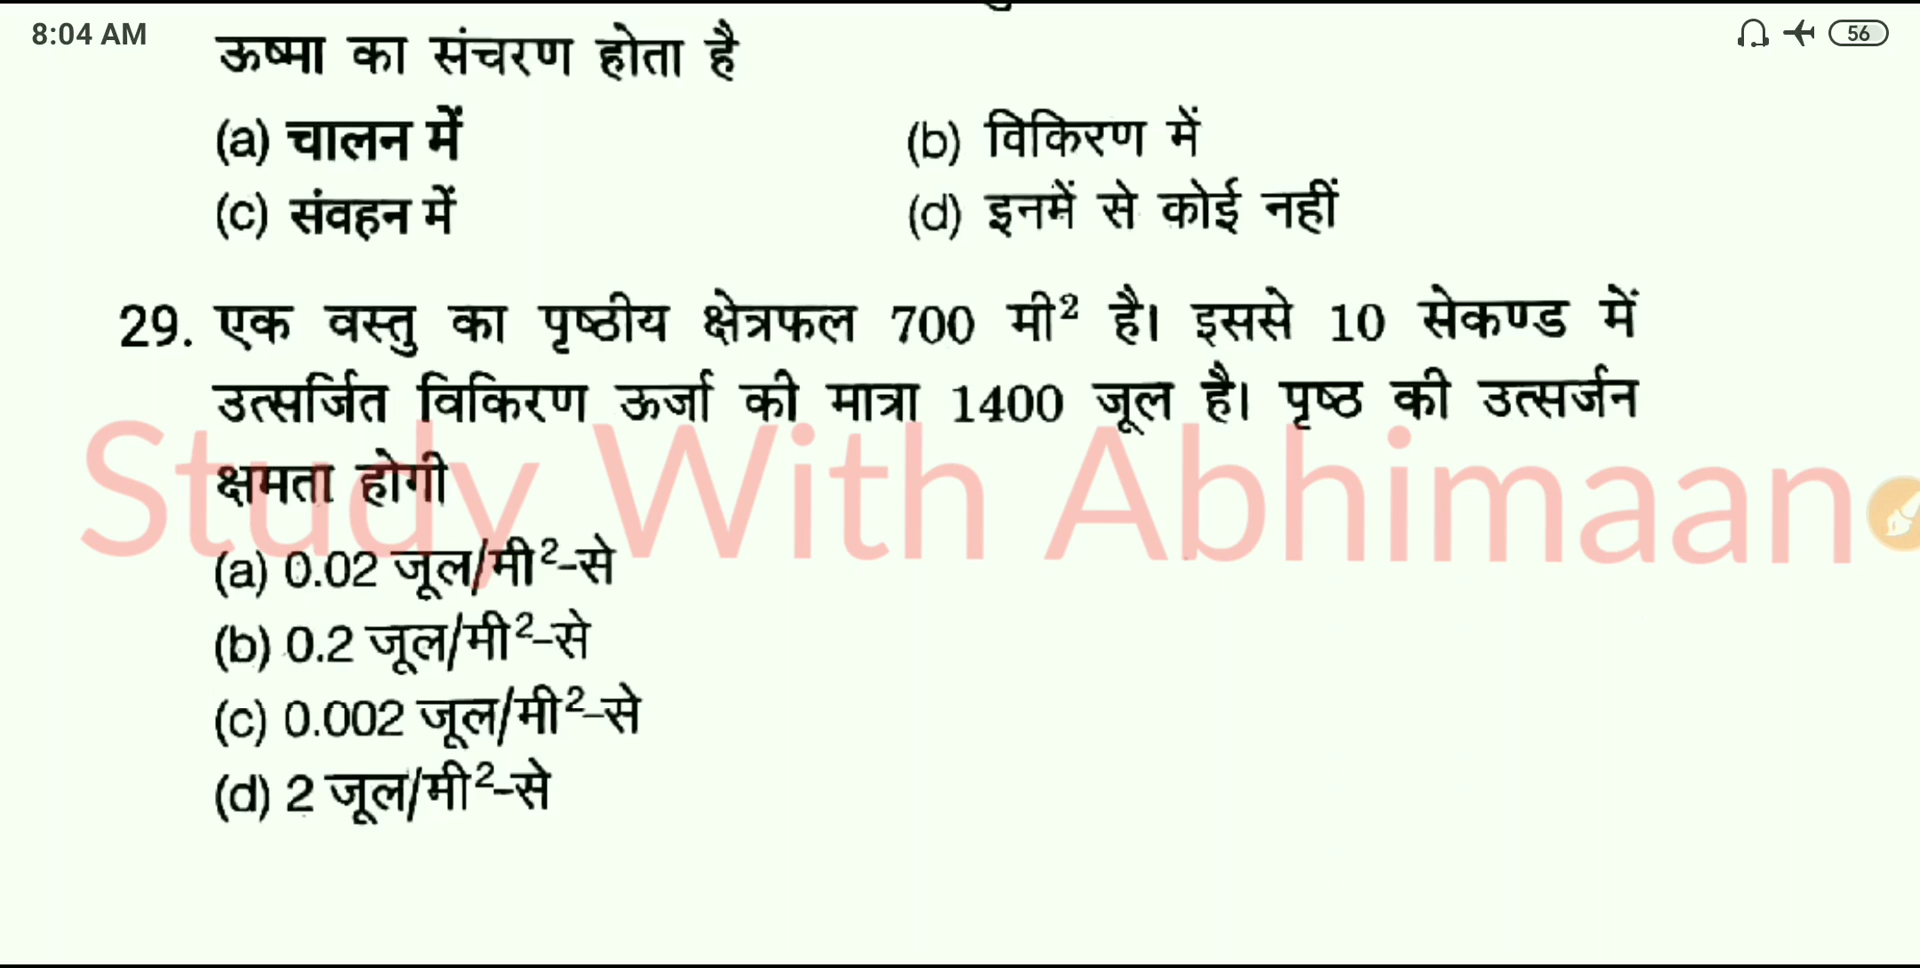 8:04 AM
56
ऊष्मा का संचरण होता है
(a) चालन में (b) विकिरण में
(c) संवहन में (d) इनमें से कोई नहीं
29. एक वस्तु का पृष्ठीय क्षेत्रफल 700 मी² है। इससे 10 सेकण्ड में
उत्सर्जित विकिरण ऊर्जा की मात्रा 1400 जूल है। पृष्ठ की उत्सर्जन
क्षमता होगी
Study With Abhimaan
(a) 0.02 जूल/मी²-से
(b) 0.2 जूल/मी²-से
(c) 0.002 जूल/मी²-से
(d) 2 जूल/मी²-से